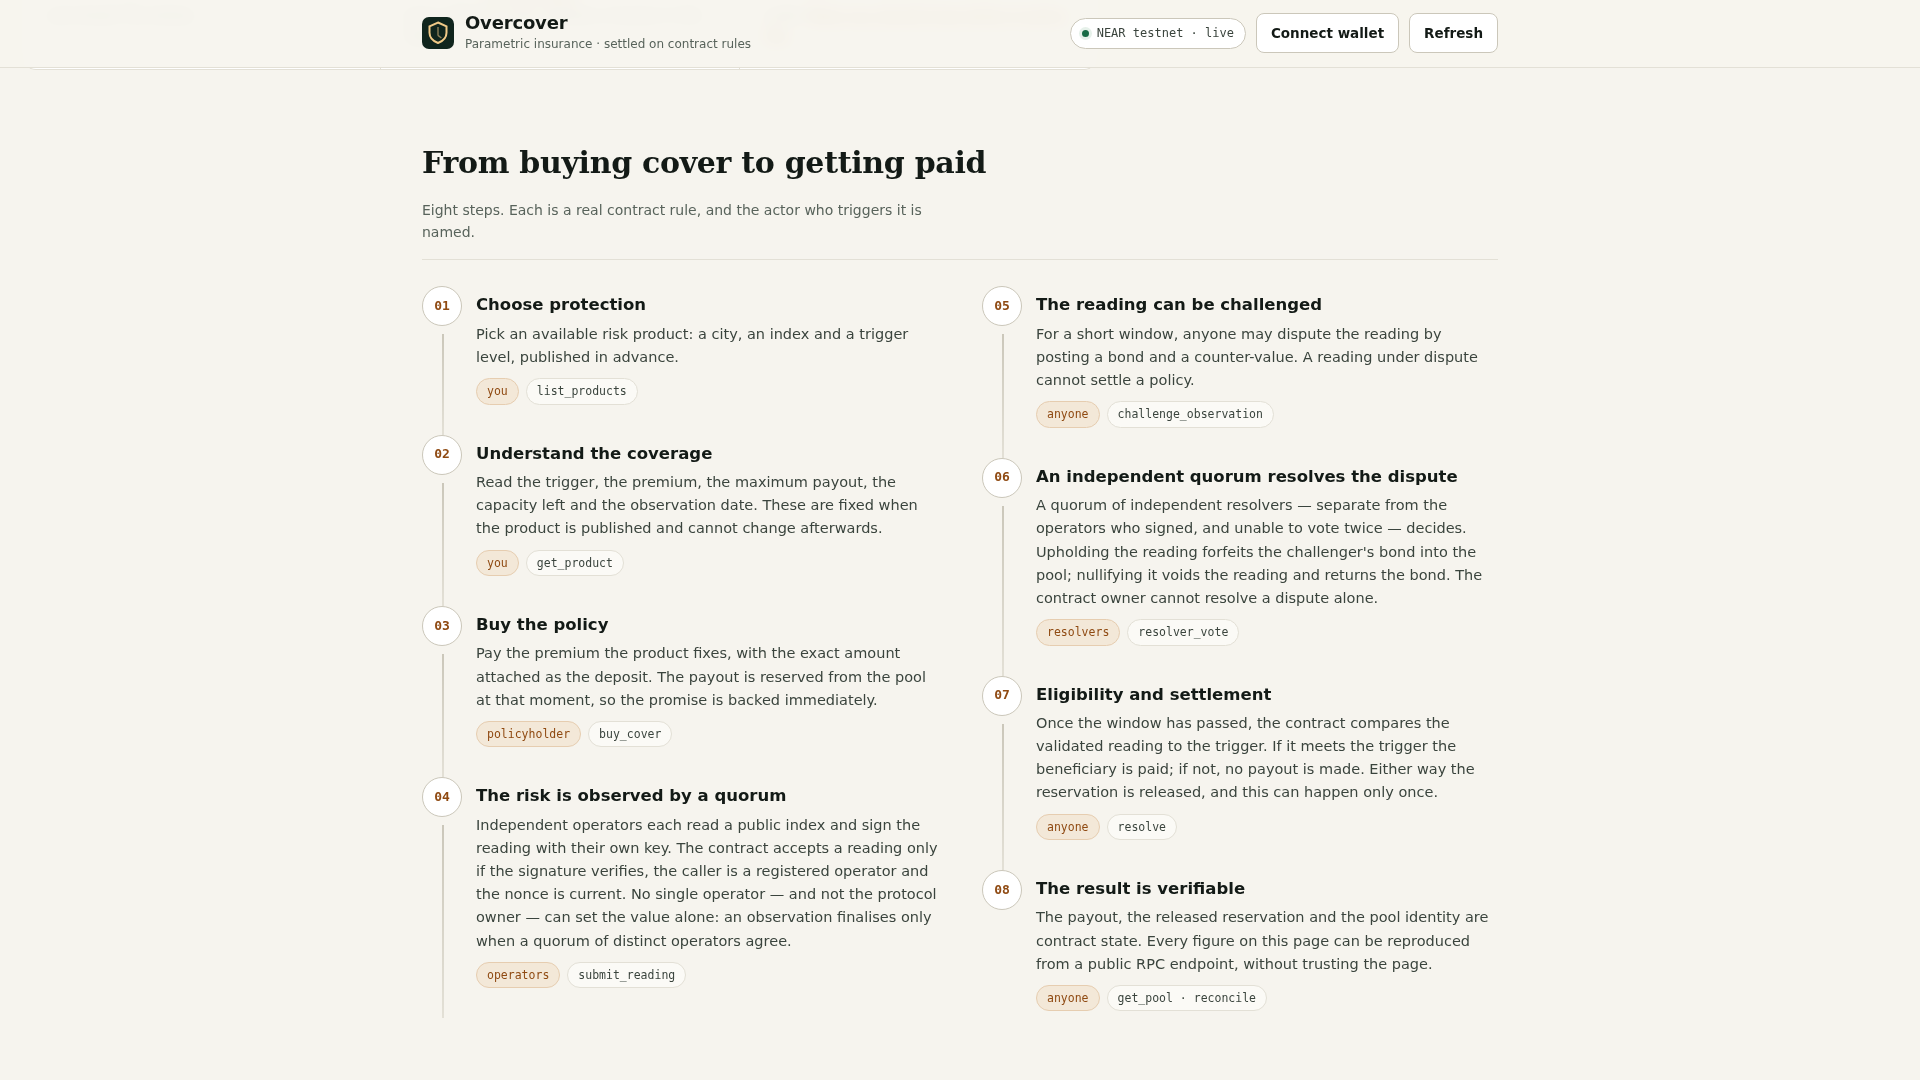 Overcover
Parametric insurance · settled on contract rules
NEAR testnet · live
Connect wallet
Refresh
From buying cover to getting paid
Eight steps. Each is a real contract rule, and the actor who triggers it is
named.
01
Choose protection
Pick an available risk product: a city, an index and a trigger
level, published in advance.
you
list_products
02
Understand the coverage
Read the trigger, the premium, the maximum payout, the
capacity left and the observation date. These are fixed when
the product is published and cannot change afterwards.
you
get_product
03
Buy the policy
Pay the premium the product fixes, with the exact amount
attached as the deposit. The payout is reserved from the pool
at that moment, so the promise is backed immediately.
policyholder
buy_cover
04
The risk is observed by a quorum
Independent operators each read a public index and sign the
reading with their own key. The contract accepts a reading only
if the signature verifies, the caller is a registered operator and
the nonce is current. No single operator — and not the protocol
owner — can set the value alone: an observation finalises only
when a quorum of distinct operators agree.
operators
submit_reading
05
The reading can be challenged
For a short window, anyone may dispute the reading by
posting a bond and a counter-value. A reading under dispute
cannot settle a policy.
anyone
challenge_observation
06
An independent quorum resolves the dispute
A quorum of independent resolvers — separate from the
operators who signed, and unable to vote twice — decides.
Upholding the reading forfeits the challenger's bond into the
pool; nullifying it voids the reading and returns the bond. The
contract owner cannot resolve a dispute alone.
resolvers
resolver_vote
07
Eligibility and settlement
Once the window has passed, the contract compares the
validated reading to the trigger. If it meets the trigger the
beneficiary is paid; if not, no payout is made. Either way the
reservation is released, and this can happen only once.
anyone
resolve
08
The result is verifiable
The payout, the released reservation and the pool identity are
contract state. Every figure on this page can be reproduced
from a public RPC endpoint, without trusting the page.
anyone
get_pool · reconcile